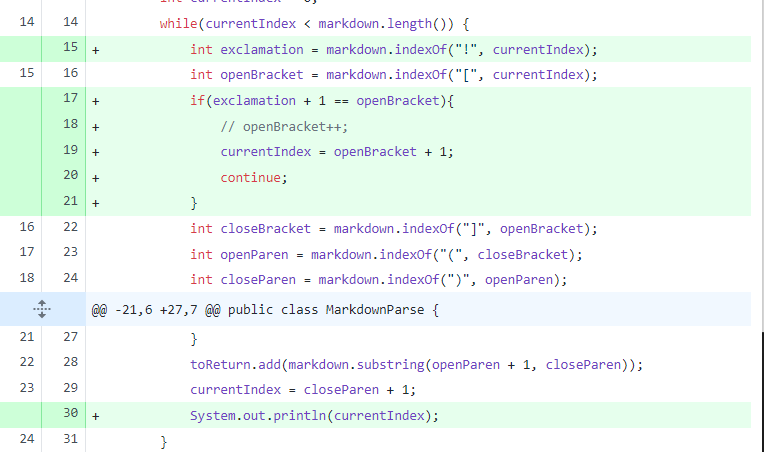 int currentIndex = 0;
14 14 while(currentIndex < markdown.length()) {
15 + int exclamation = markdown.indexOf("!", currentIndex);
15 16 int openBracket = markdown.indexOf("[", currentIndex);
17 + if(exclamation + 1 == openBracket){
18 + // openBracket++;
19 + currentIndex = openBracket + 1;
20 + continue;
21 + }
16 22 int closeBracket = markdown.indexOf("]", openBracket);
17 23 int openParen = markdown.indexOf("(", closeBracket);
18 24 int closeParen = markdown.indexOf(")", openParen);
@@ -21,6 +27,7 @@ public class MarkdownParse {
21 27 }
22 28 toReturn.add(markdown.substring(openParen + 1, closeParen));
23 29 currentIndex = closeParen + 1;
30 + System.out.println(currentIndex);
24 31 }